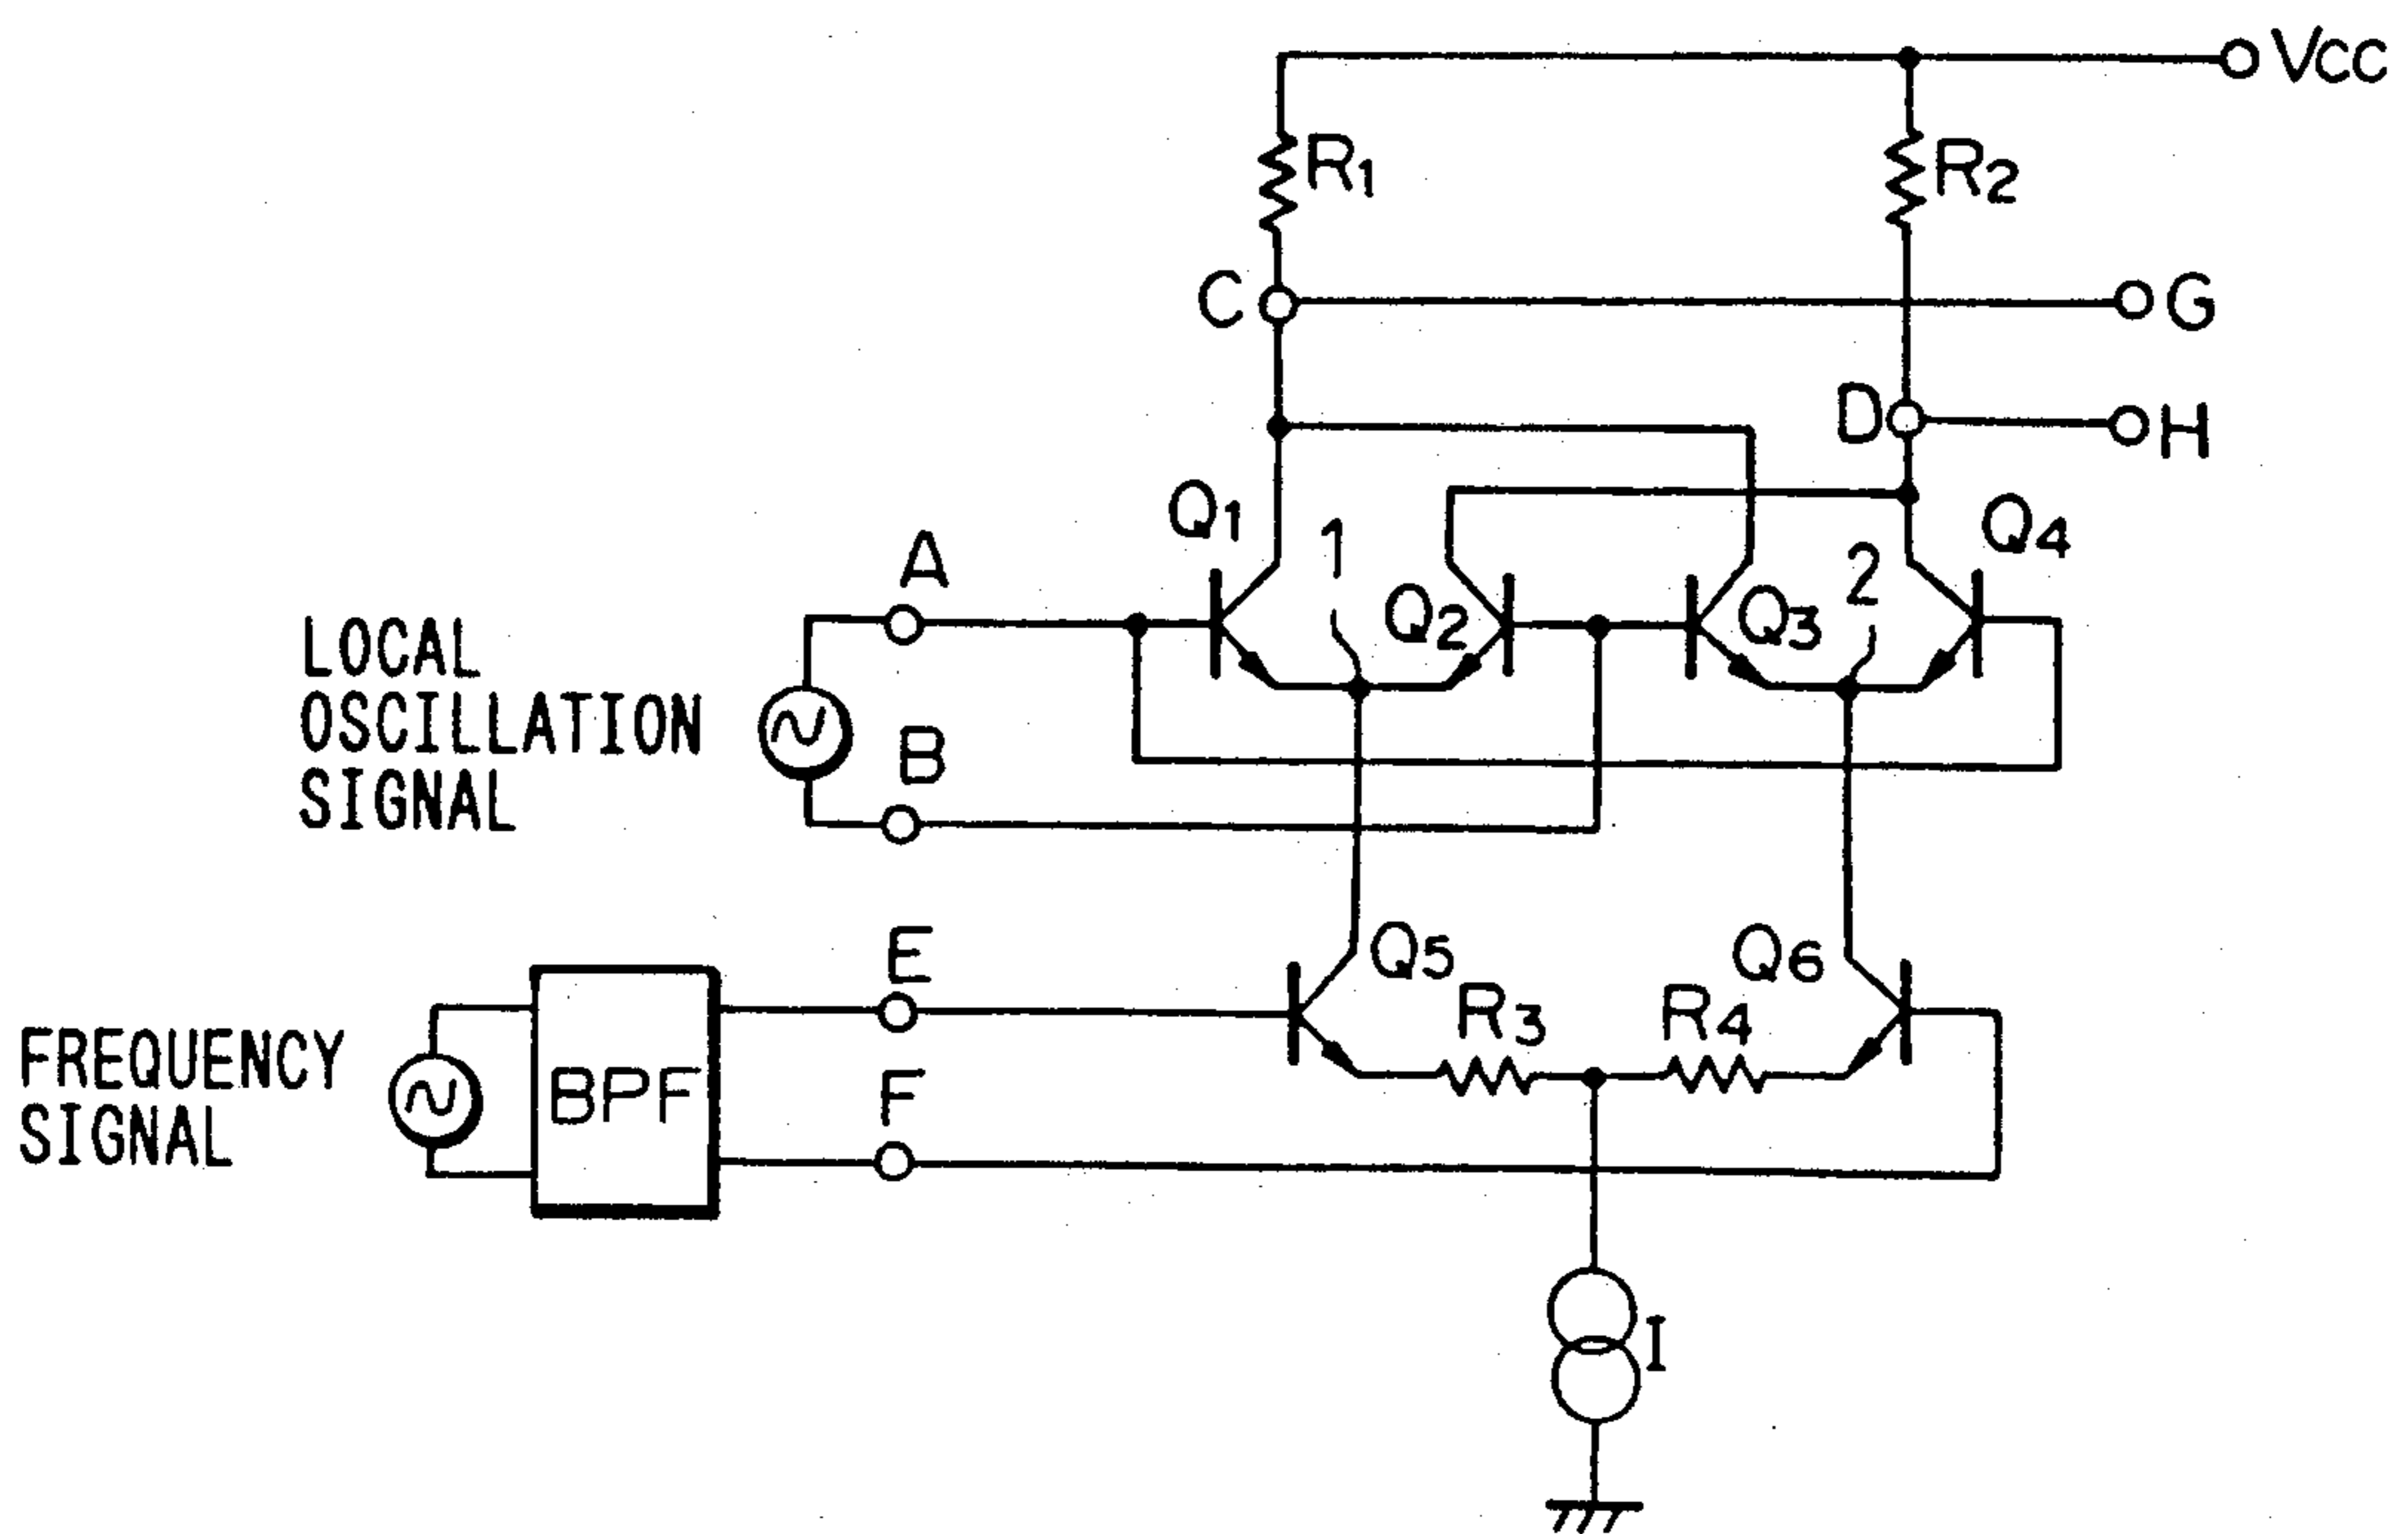 VCC
R1
R2
C
G
D
H
Q1
1
Q2
Q3
2
Q4
A
LOCAL
OSCILLATION
SIGNAL
B
E
Q5
Q6
R3
R4
FREQUENCY
SIGNAL
BPF
F
I